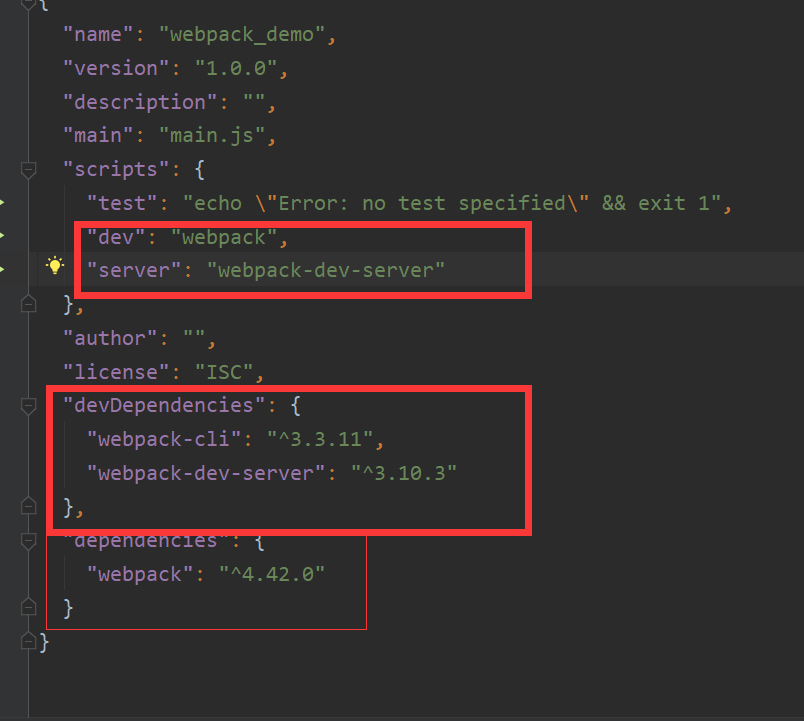 {
"name": "webpack_demo",
"version": "1.0.0",
"description": "",
"main": "main.js",
"scripts": {
"test": "echo \"Error: no test specified\" && exit 1",
"dev": "webpack",
"server": "webpack-dev-server"
},
"author": "",
"license": "ISC",
"devDependencies": {
"webpack-cli": "^3.3.11",
"webpack-dev-server": "^3.10.3"
},
"dependencies": {
"webpack": "^4.42.0"
}
}